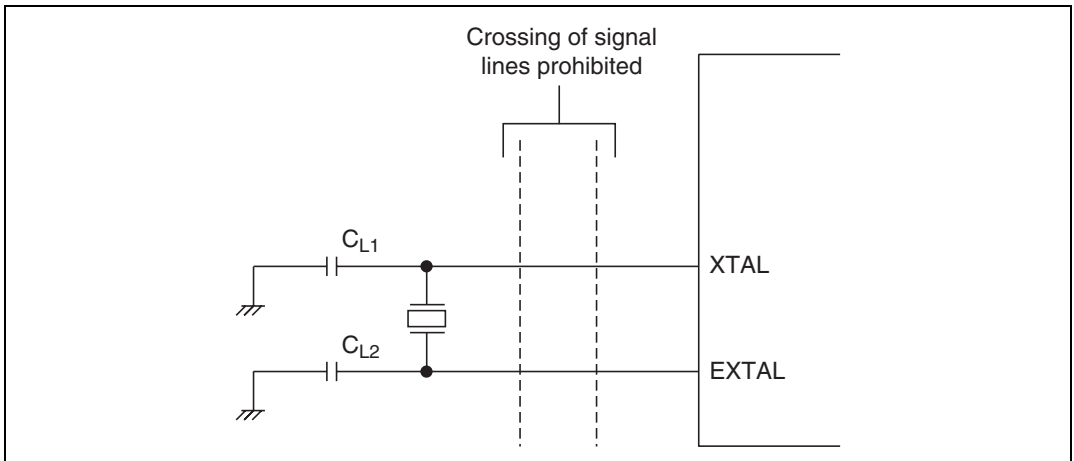 Crossing of signal
lines prohibited
CL1
XTAL
CL2
EXTAL